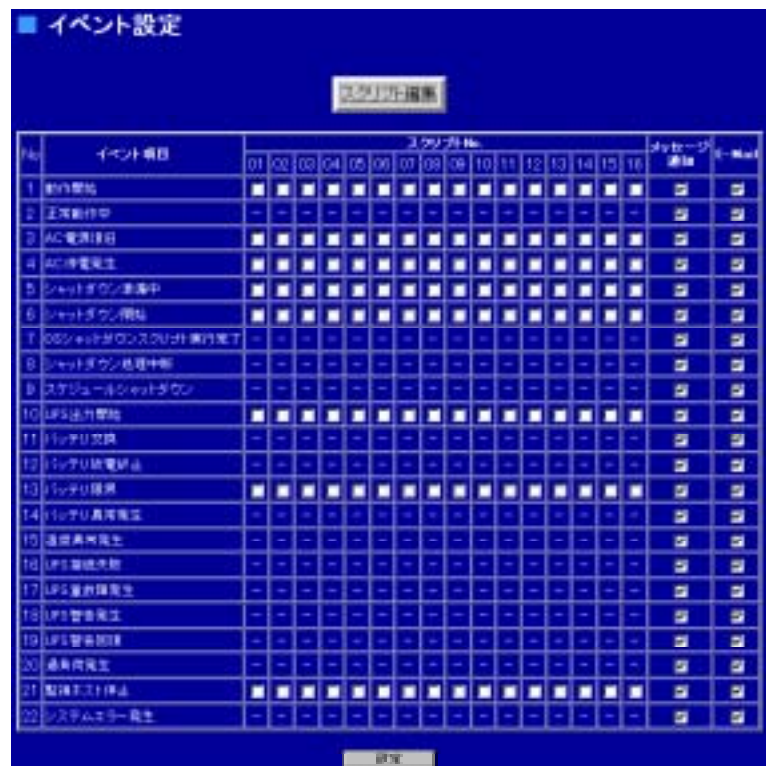 ■ イベント設定
スクリプト編集
No イベント項目 スクリプトNo. メッセージ通知 E-Mail
01 02 03 04 05 06 07 08 09 10 11 12 13 14 15 16
1 動作開始
2 正常動作中 - - - - - - - - - - - - - - - -
3 AC電源復旧
4 AC停電発生
5 シャットダウン準備中
6 シャットダウン開始
7 OSシャットダウンスクリプト実行完了 - - - - - - - - - - - - - - - -
8 シャットダウン処理中断 - - - - - - - - - - - - - - - -
9 スケジュールシャットダウン - - - - - - - - - - - - - - - -
10 UPS出力開始
11 バッテリ交換 - - - - - - - - - - - - - - - -
12 バッテリ放電終止 - - - - - - - - - - - - - - - -
13 バッテリ限界
14 バッテリ異常発生 - - - - - - - - - - - - - - - -
15 温度異常発生 - - - - - - - - - - - - - - - -
16 UPS接続失敗 - - - - - - - - - - - - - - - -
17 UPS重故障発生 - - - - - - - - - - - - - - - -
18 UPS警告発生 - - - - - - - - - - - - - - - -
19 UPS警告回復 - - - - - - - - - - - - - - - -
20 過負荷発生 - - - - - - - - - - - - - - - -
21 監視ホスト停止
22 システムエラー発生 - - - - - - - - - - - - - - - -
設定